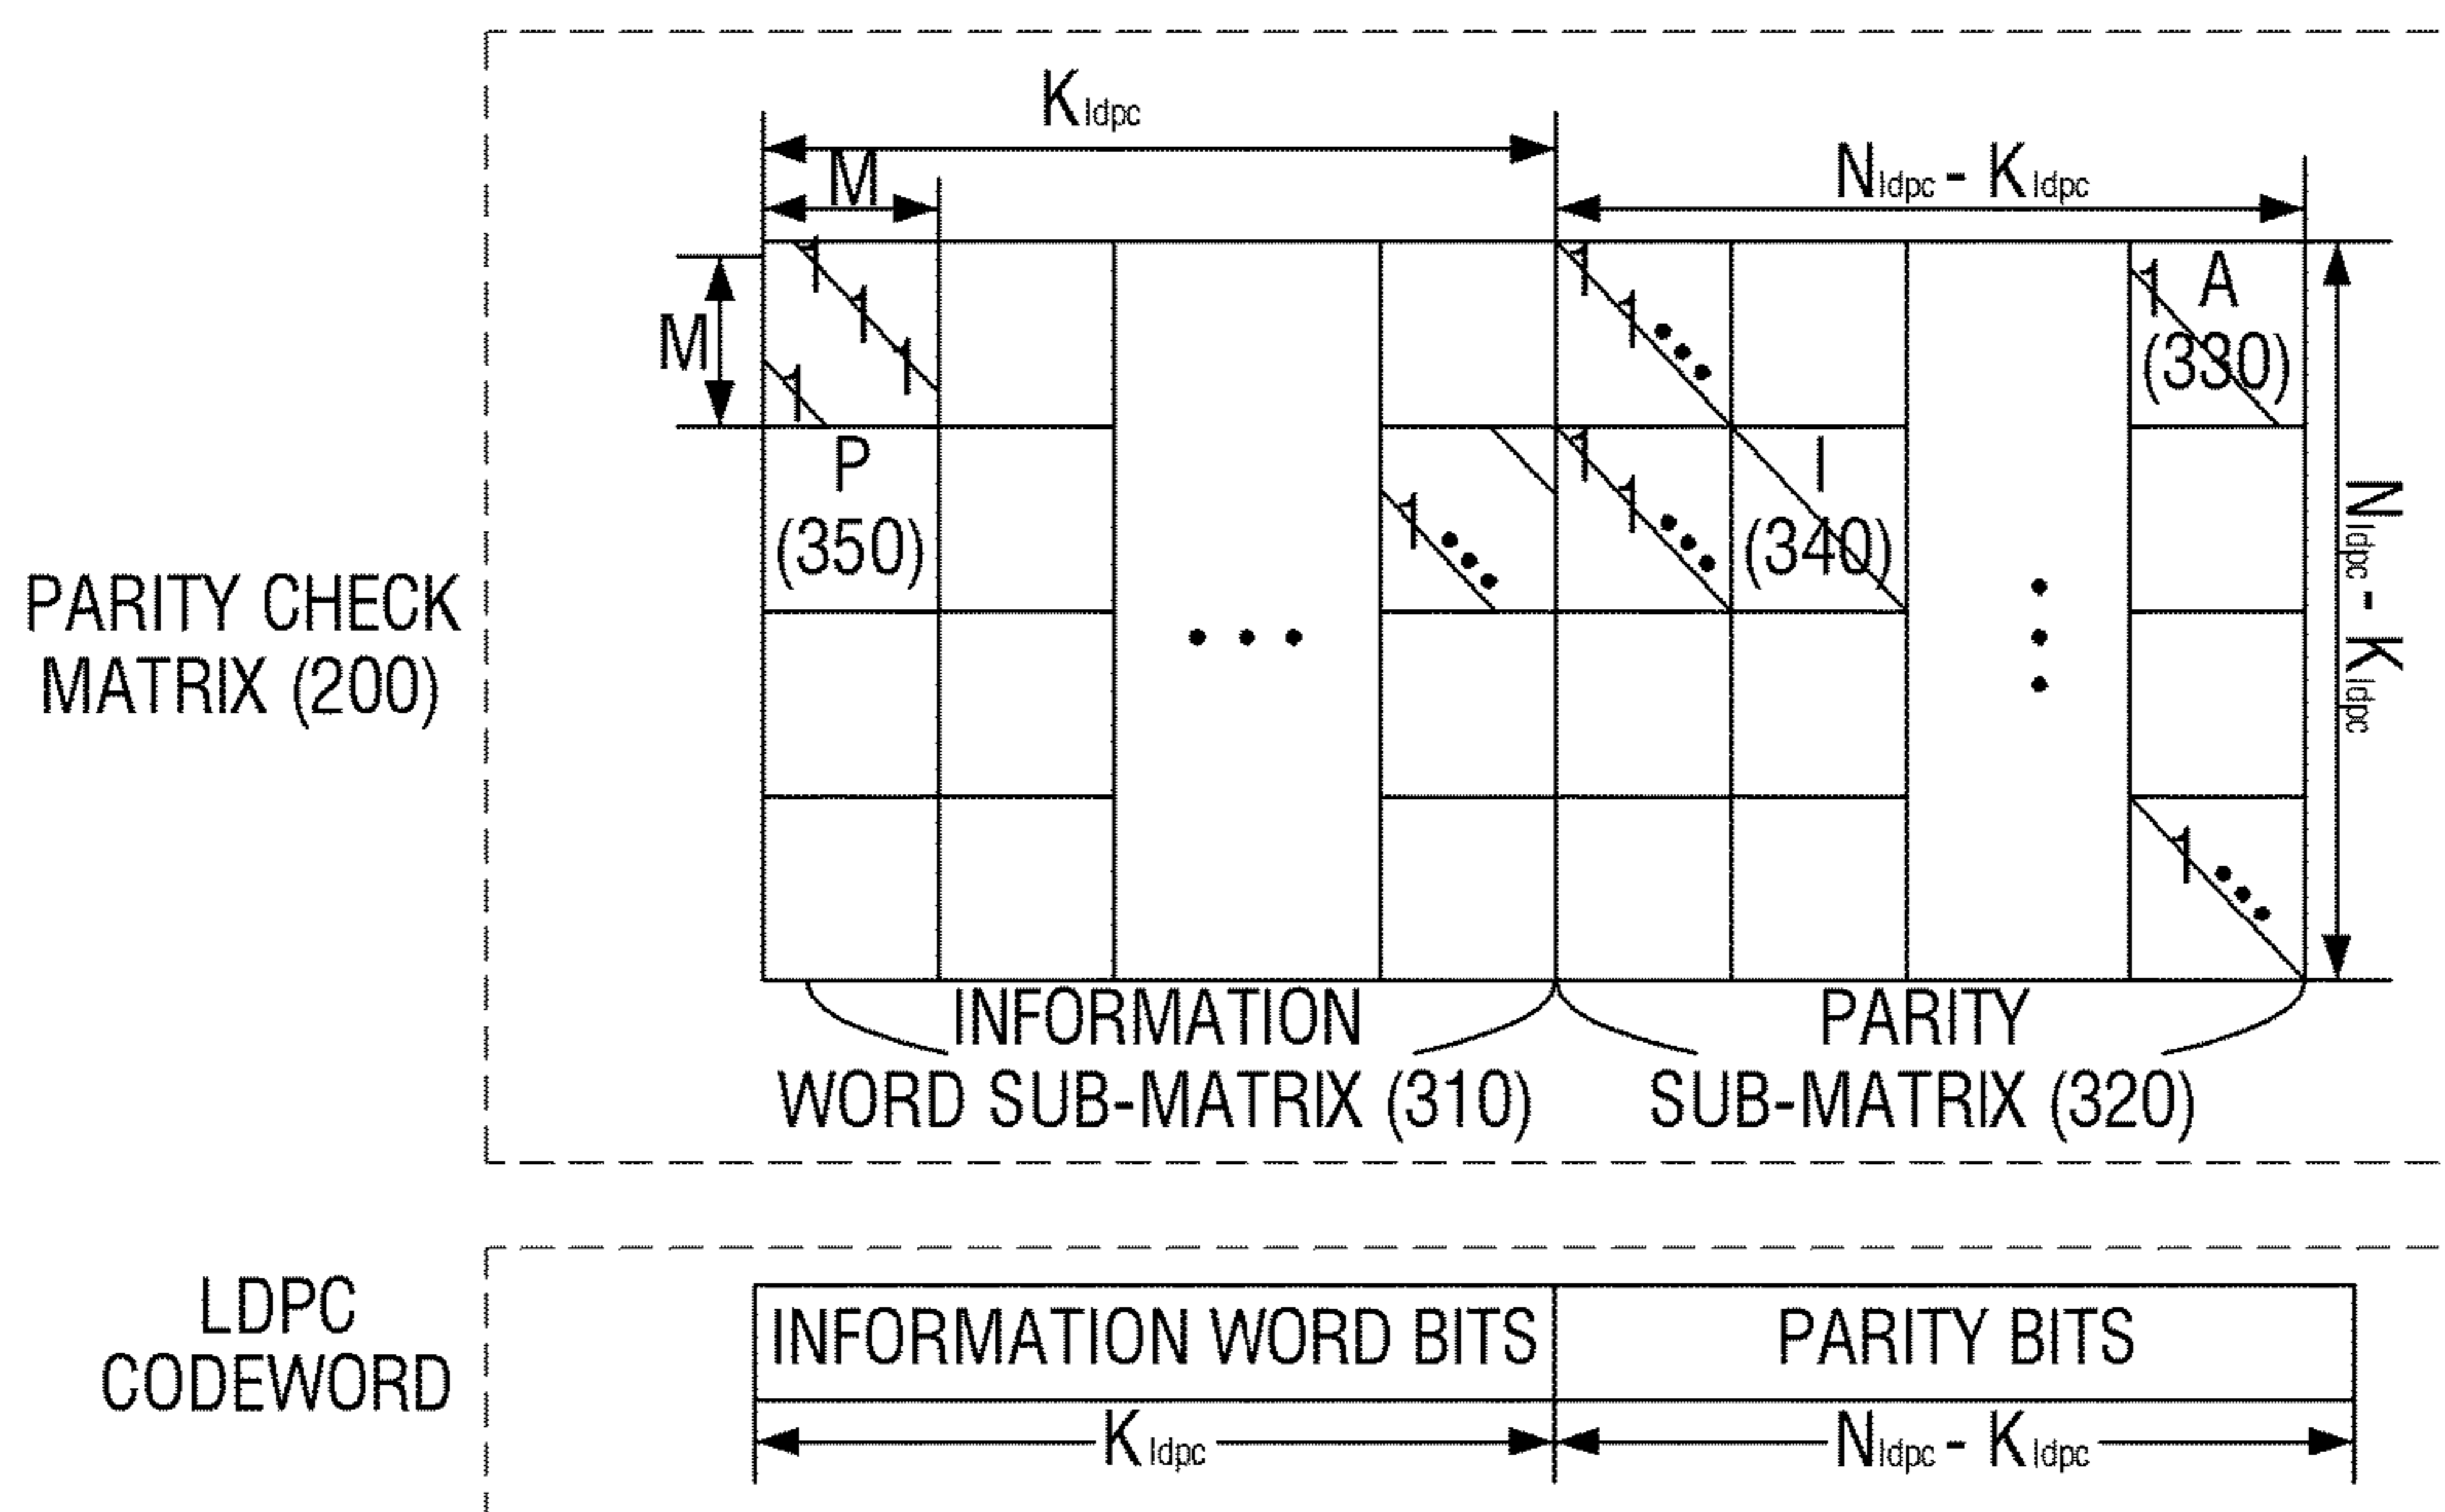 K ldpc
M
N ldpc - K ldpc
1
1
1
1
M
1
1
1
A
(330)
P
(350)
1
1
1
I
(340)
N ldpc - K ldpc
PARITY CHECK
MATRIX (200)
1
INFORMATION
WORD SUB-MATRIX (310)
PARITY
SUB-MATRIX (320)
LDPC
CODEWORD
INFORMATION WORD BITS
PARITY BITS
K ldpc
N ldpc - K ldpc